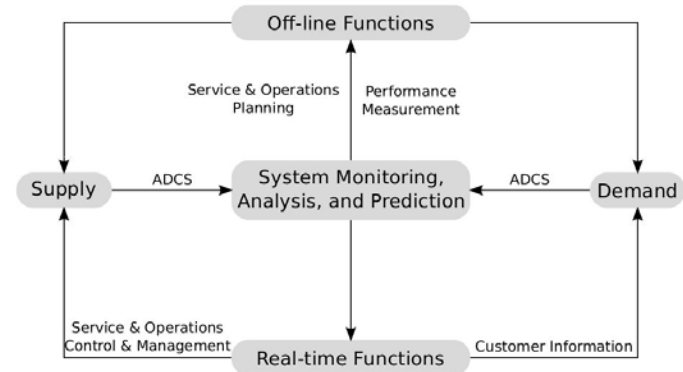 Off-line Functions
Service & Operations
Planning
Performance
Measurement
Supply
ADCS
System Monitoring,
Analysis, and Prediction
ADCS
Demand
Service & Operations
Control & Management
Real-time Functions
Customer Information